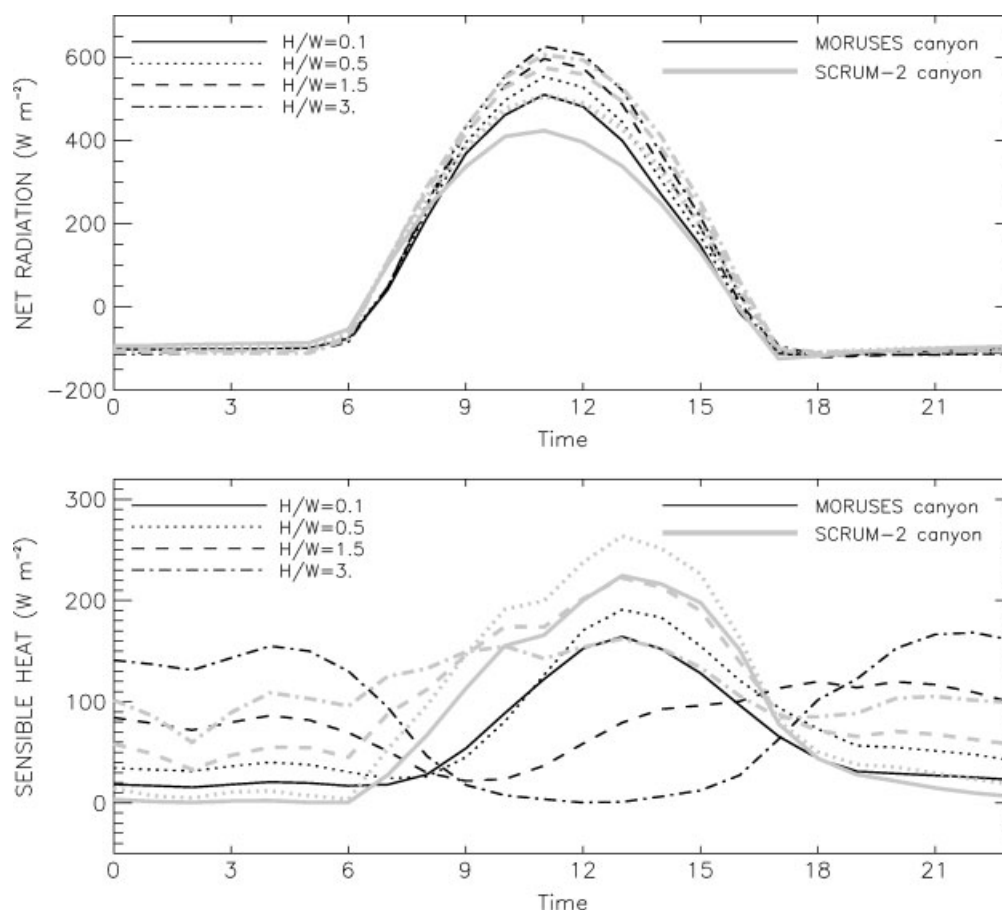 600
400
200
0
−200
NET RADIATION (W m⁻²)
H/W=0.1
H/W=0.5
H/W=1.5
H/W=3.
MORUSES canyon
SCRUM−2 canyon
0 3 6 9 12 15 18 21
Time
300
200
100
0
SENSIBLE HEAT (W m⁻²)
H/W=0.1
H/W=0.5
H/W=1.5
H/W=3.
MORUSES canyon
SCRUM−2 canyon
0 3 6 9 12 15 18 21
Time